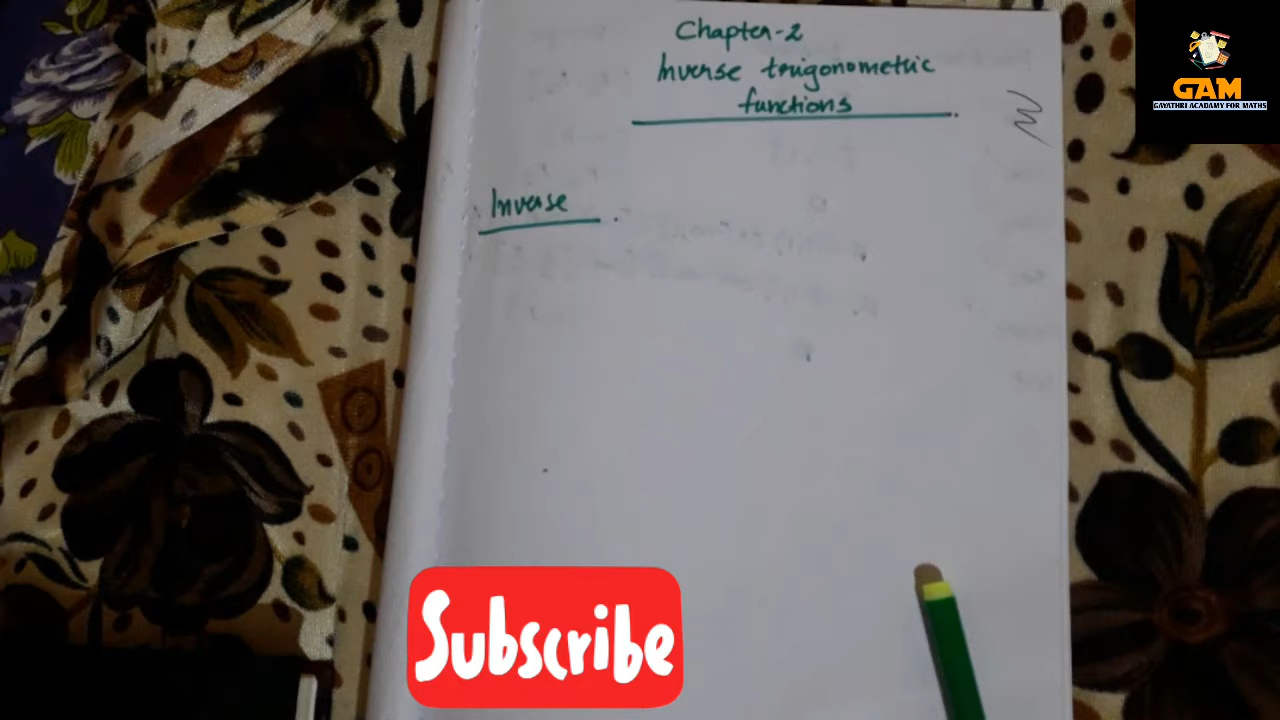 Chapter-2
Inverse trigonometric
functions
GAM
GAYATHRI ACADAMY FOR MATHS
Inverse
Subscribe